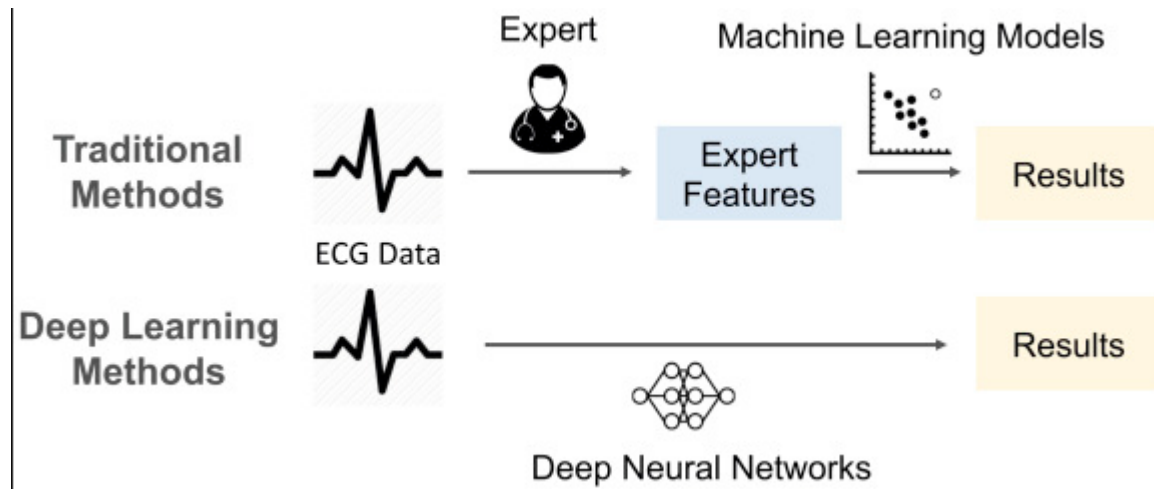 Expert
Machine Learning Models
Traditional
Methods
Expert
Features
Results
ECG Data
Deep Learning
Methods
Results
Deep Neural Networks